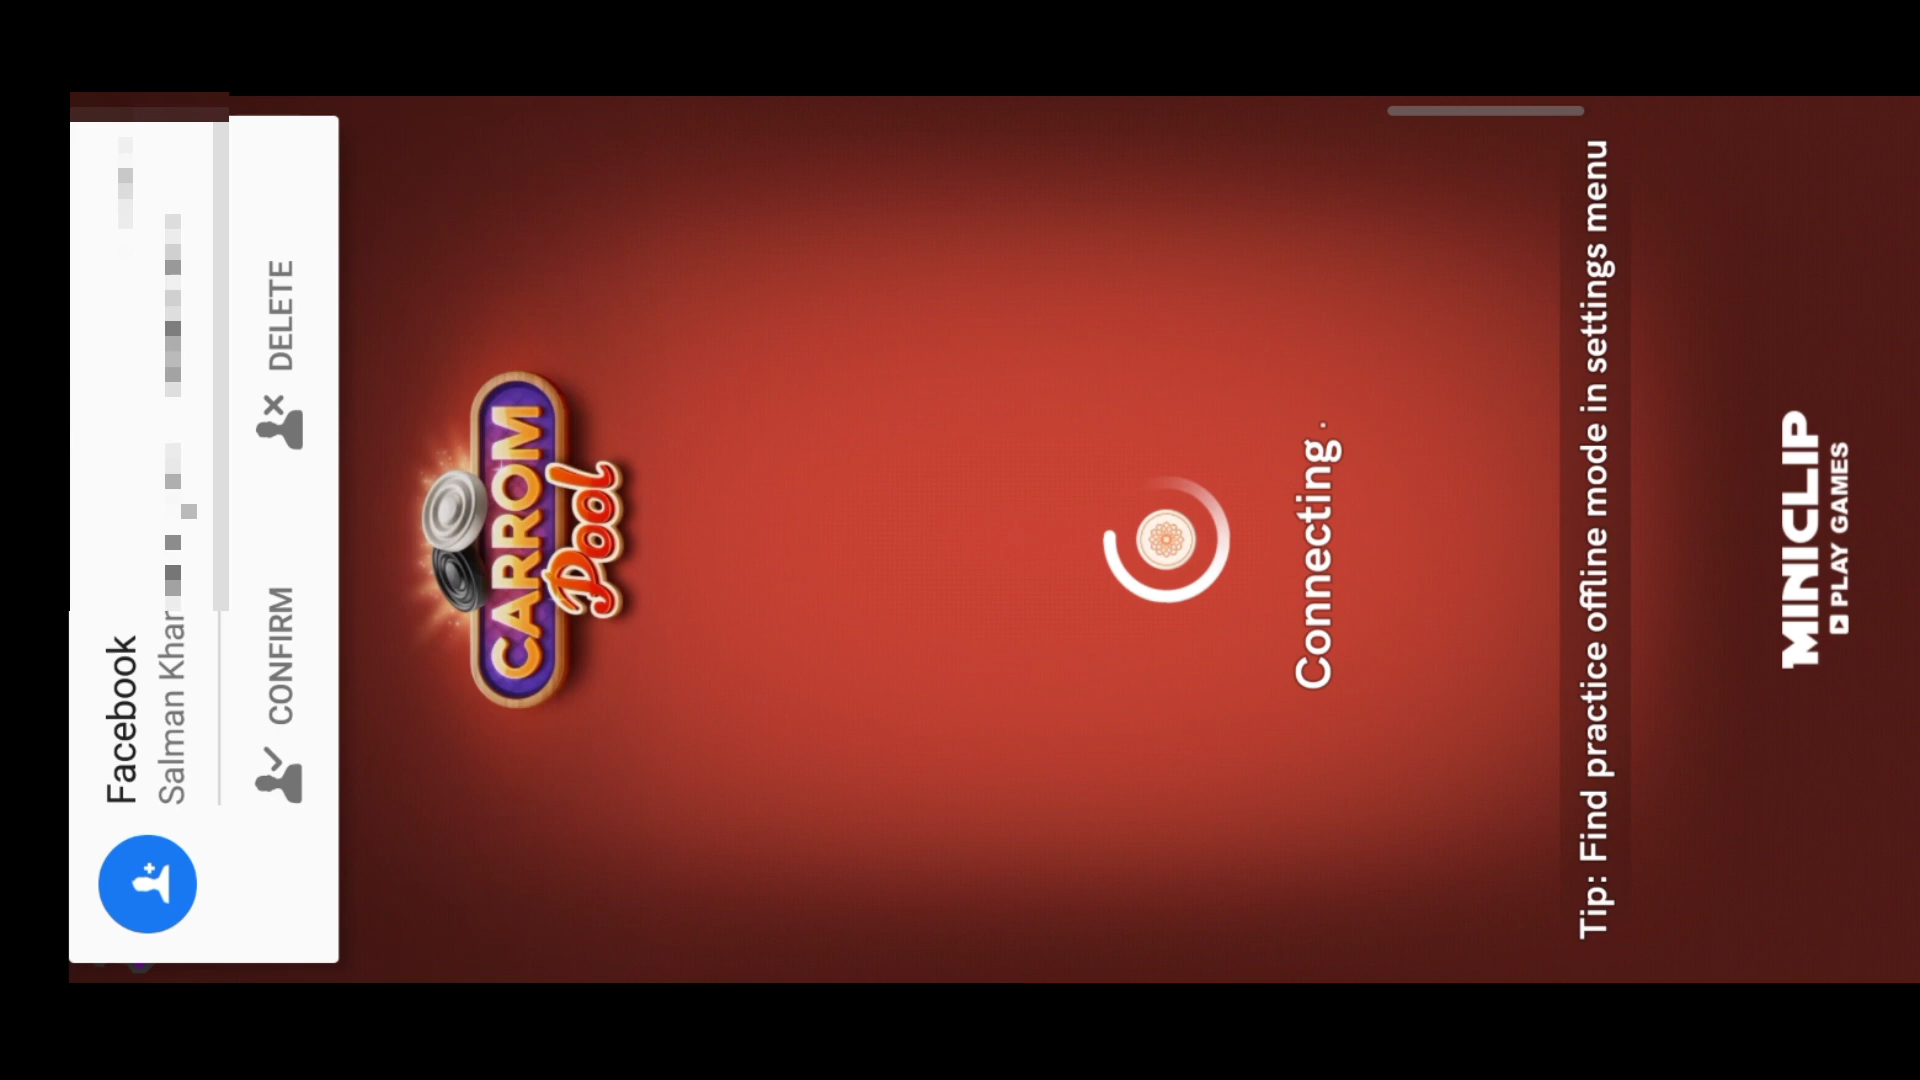 Facebook
Salman Khar
CONFIRM DELETE
CARROM
Pool
Connecting .
Tip: Find practice offline mode in settings menu
MINICLIP
PLAY GAMES